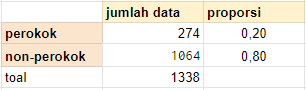 jumlah data proporsi
perokok 274 0,20
non-perokok 1064 0,80
toal 1338